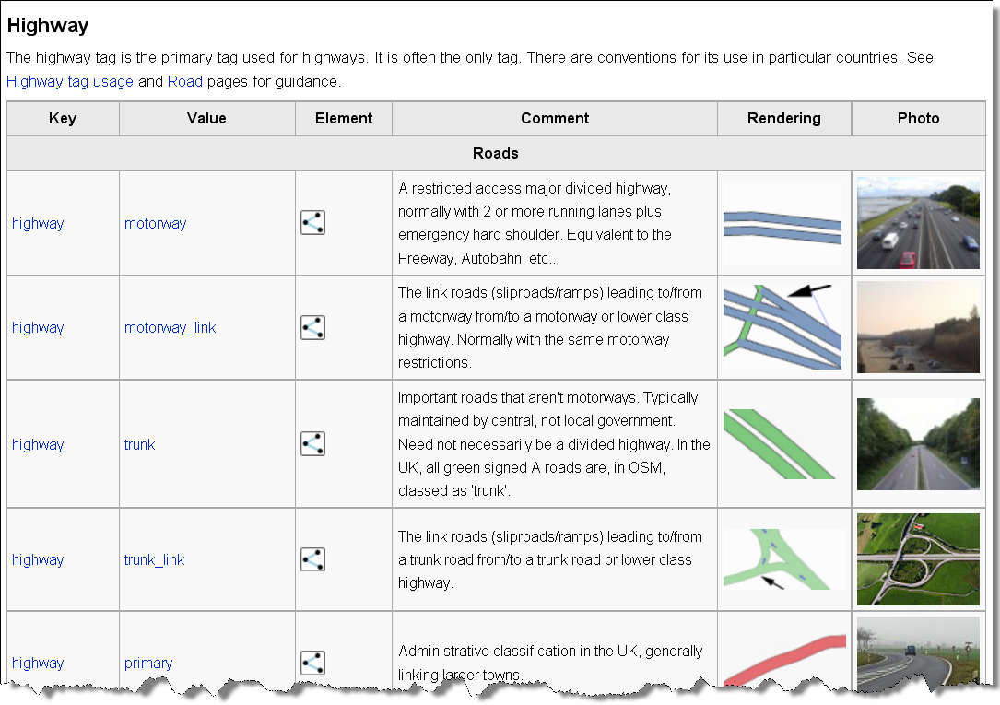 Highway
The highway tag is the primary tag used for highways. It is often the only tag. There are conventions for its use in particular countries. See
Highway tag usage and Road pages for guidance.
Key Value Element Comment Rendering Photo
Roads
highway motorway
A restricted access major divided highway,
normally with 2 or more running lanes plus
emergency hard shoulder. Equivalent to the
Freeway, Autobahn, etc..
highway motorway_link
The link roads (sliproads/ramps) leading to/from
a motorway from/to a motorway or lower class
highway. Normally with the same motorway
restrictions.
highway trunk
Important roads that aren't motorways. Typically
maintained by central, not local government.
Need not necessarily be a divided highway. In the
UK, all green signed A roads are, in OSM,
classed as 'trunk'.
highway trunk_link
The link roads (sliproads/ramps) leading to/from
a trunk road from/to a trunk road or lower class
highway.
highway primary
Administrative classification in the UK, generally
linking larger towns.